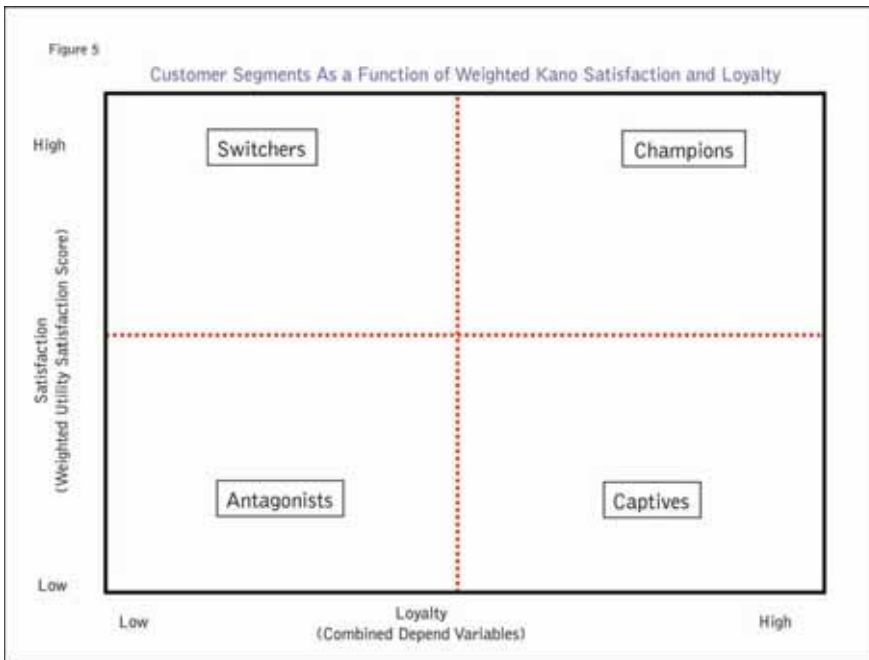 Figure 5
Customer Segments As a Function of Weighted Kano Satisfaction and Loyalty
High
Switchers
Champions
Satisfaction
(Weighted Utility Satisfaction Score)
Antagonists
Captives
Low
Low
Loyalty
(Combined Depend Variables)
High